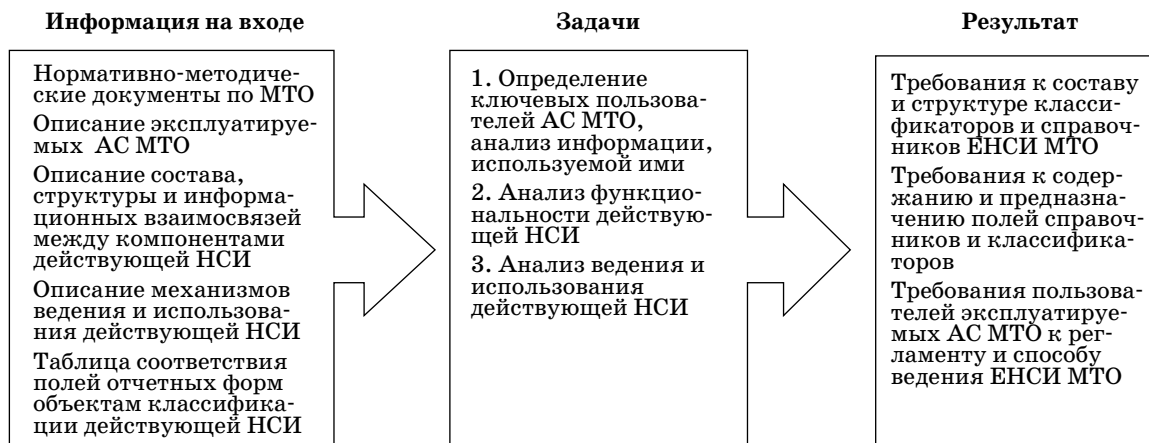 Информация на входе
Нормативно-методиче-
ские документы по МТО
Описание эксплуатируе-
мых АС МТО
Описание состава,
структуры и информа-
ционных взаимосвязей
между компонентами
действующей НСИ
Описание механизмов
ведения и использова-
ния действующей НСИ
Таблица соответствия
полей отчетных форм
объектам классифика-
ции действующей НСИ
Задачи
1. Определение
ключевых пользова-
телей АС МТО,
анализ информации,
используемой ими
2. Анализ функцио-
нальности действую-
щей НСИ
3. Анализ ведения и
использования
действующей НСИ
Результат
Требования к составу
и структуре класси-
фикаторов и справоч-
ников ЕНСИ МТО
Требования к содер-
жанию и предназна-
чению полей справоч-
ников и классифика-
торов
Требования пользова-
телей эксплуатируе-
мых АС МТО к рег-
ламенту и способу
ведения ЕНСИ МТО